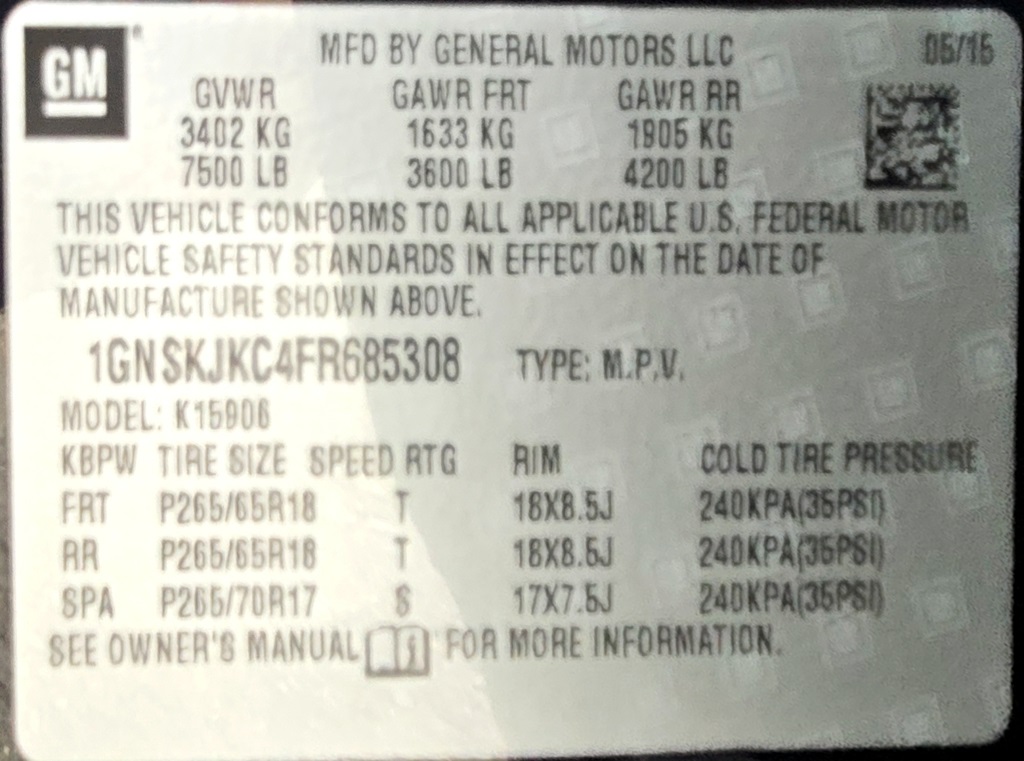 GM MFD BY GENERAL MOTORS LLC 05/15
GVWR GAWR FRT GAWR RR
3402 KG 1633 KG 1905 KG
7500 LB 3600 LB 4200 LB
THIS VEHICLE CONFORMS TO ALL APPLICABLE U.S. FEDERAL MOTOR
VEHICLE SAFETY STANDARDS IN EFFECT ON THE DATE OF
MANUFACTURE SHOWN ABOVE.
1GNSKJKC4FR685308 TYPE: M.P.V.
MODEL: K15906
KBPW TIRE SIZE SPEED RTG RIM COLD TIRE PRESSURE
FRT P265/65R18 T 18X8.5J 240KPA(35PSI)
RR P265/65R18 T 18X8.5J 240KPA(35PSI)
SPA P265/70R17 S 17X7.5J 240KPA(35PSI)
SEE OWNER'S MANUAL FOR MORE INFORMATION.